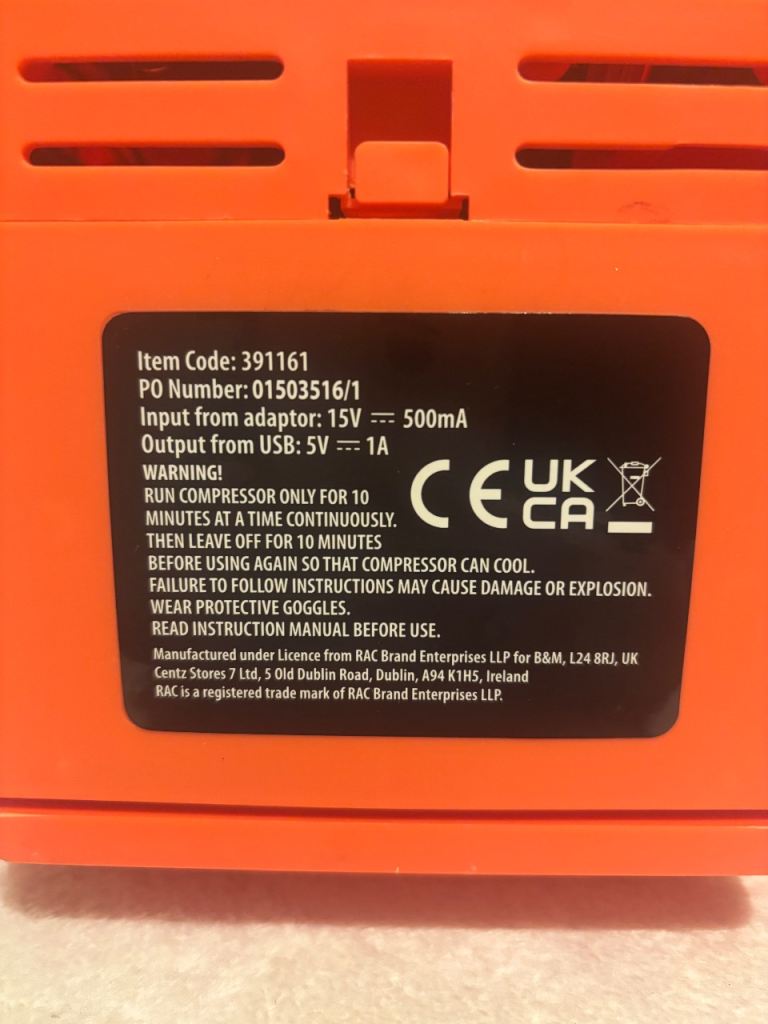 Item Code: 391161
PO Number: 01503516/1
Input from adaptor: 15V ⎓ 500mA
Output from USB: 5V ⎓ 1A
WARNING!
RUN COMPRESSOR ONLY FOR 10
MINUTES AT A TIME CONTINUOUSLY.
THEN LEAVE OFF FOR 10 MINUTES
BEFORE USING AGAIN SO THAT COMPRESSOR CAN COOL.
FAILURE TO FOLLOW INSTRUCTIONS MAY CAUSE DAMAGE OR EXPLOSION.
WEAR PROTECTIVE GOGGLES.
READ INSTRUCTION MANUAL BEFORE USE.
CE
UK
CA
Manufactured under Licence from RAC Brand Enterprises LLP for B&M, L24 8RJ, UK
Centz Stores 7 Ltd, 5 Old Dublin Road, Dublin, A94 K1H5, Ireland
RAC is a registered trade mark of RAC Brand Enterprises LLP.